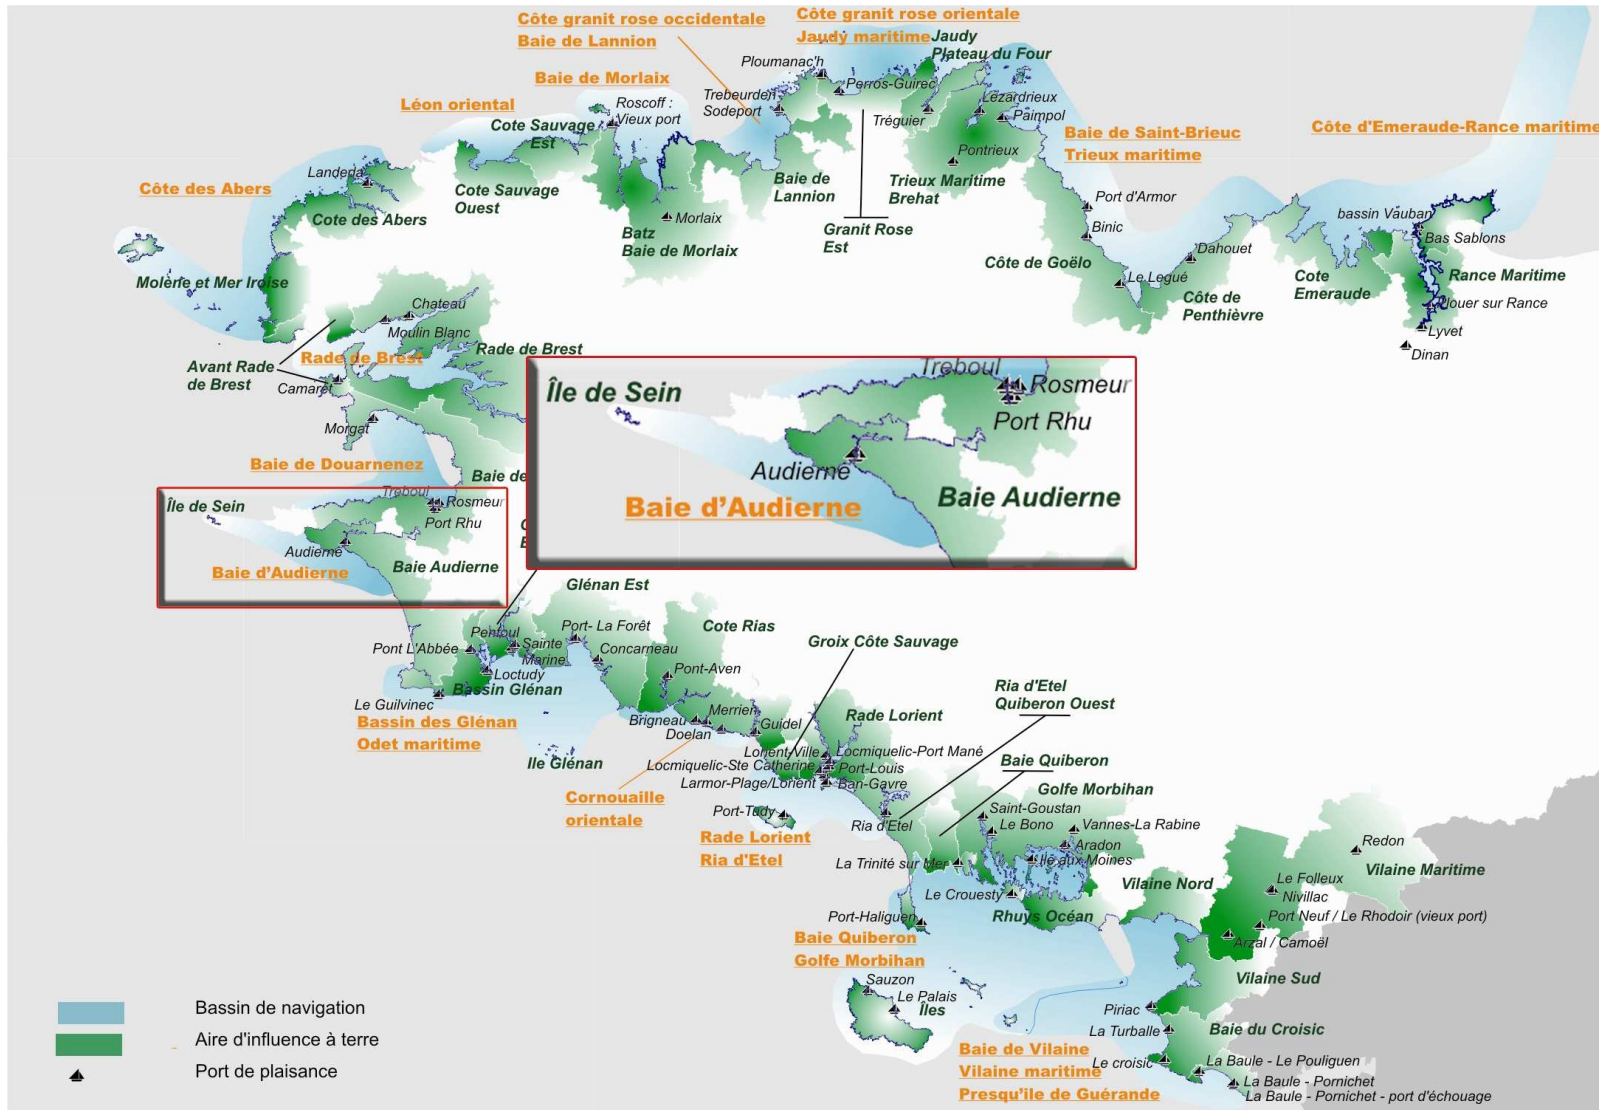 Côte granit rose occidentale
Baie de Lannion
Côte granit rose orientale
Jaudy maritime
Jaudy
Plateau du Four
Ploumanac'h
Perros-Guirec
Baie de Morlaix
Trebeurden
Sodeport
Léon oriental
Roscoff :
Vieux port
Cote Sauvage
Est
Lézardrieux
Paimpol
Tréguier
Baie de Saint-Brieuc
Trieux maritime
Côte d'Emeraude-Rance maritime
Pontrieux
Landeda
Côte des Abers
Cote Sauvage
Ouest
Cote des Abers
Baie de
Lannion
Trieux Maritime
Brehat
Morlaix
Batz
Baie de Morlaix
Granit Rose
Est
Port d'Armor
Binic
bassin Vauban
Bas Sablons
Dahouet
Côte de Goëlo
Le Legué
Cote
Emeraude
Rance Maritime
Molène et Mer Iroise
Côte de
Penthièvre
Plouer sur Rance
Lyvet
Dinan
Chateau
Moulin Blanc
Rade de Brest
Rade de Brest
Avant Rade
de Brest
Camaret
Morgat
Baie de Douarnenez
Baie de
Treboul
Rosmeur
Port Rhu
Île de Sein
Audierne
Baie d'Audierne
Baie Audierne
Treboul
Île de Sein
Rosmeur
Port Rhu
Audierne
Baie d'Audierne
Baie Audierne
Glénan Est
Penfoul
Port- La Forêt
Cote Rias
Pont L'Abbée
Sainte
Marine
Concarneau
Groix Côte Sauvage
Loctudy
Pont-Aven
Bassin Glénan
Le Guilvinec
Ria d'Etel
Quiberon Ouest
Bassin des Glénan
Odet maritime
Merrien
Brigneau
Doelan
Guidel
Rade Lorient
Ile Glénan
Lorient-Ville
Locmiquelic-Port Mané
Locmiquelic-Ste Catherine
Port-Louis
Larmor-Plage/Lorient
Ban-Gavre
Baie Quiberon
Golfe Morbihan
Cornouaille
orientale
Port-Tudy
Ria d'Etel
Saint-Goustan
Le Bono
Vannes-La Rabine
Aradon
Ile aux Moines
Rade Lorient
Ria d'Etel
La Trinité sur Mer
Redon
Vilaine Maritime
Vilaine Nord
Le Folleux
Nivillac
Le Crouesty
Rhuys Océan
Port-Haliguen
Port Neuf / Le Rhodoir (vieux port)
Arzal / Camoël
Baie Quiberon
Golfe Morbihan
Vilaine Sud
Sauzon
Le Palais
Îles
Piriac
La Turballe
Baie du Croisic
Baie de Vilaine
Vilaine maritime
Presqu'ile de Guérande
Le croisic
La Baule - Le Pouliguen
La Baule - Pornichet
La Baule - Pornichet - port d'échouage
Bassin de navigation
Aire d'influence à terre
Port de plaisance